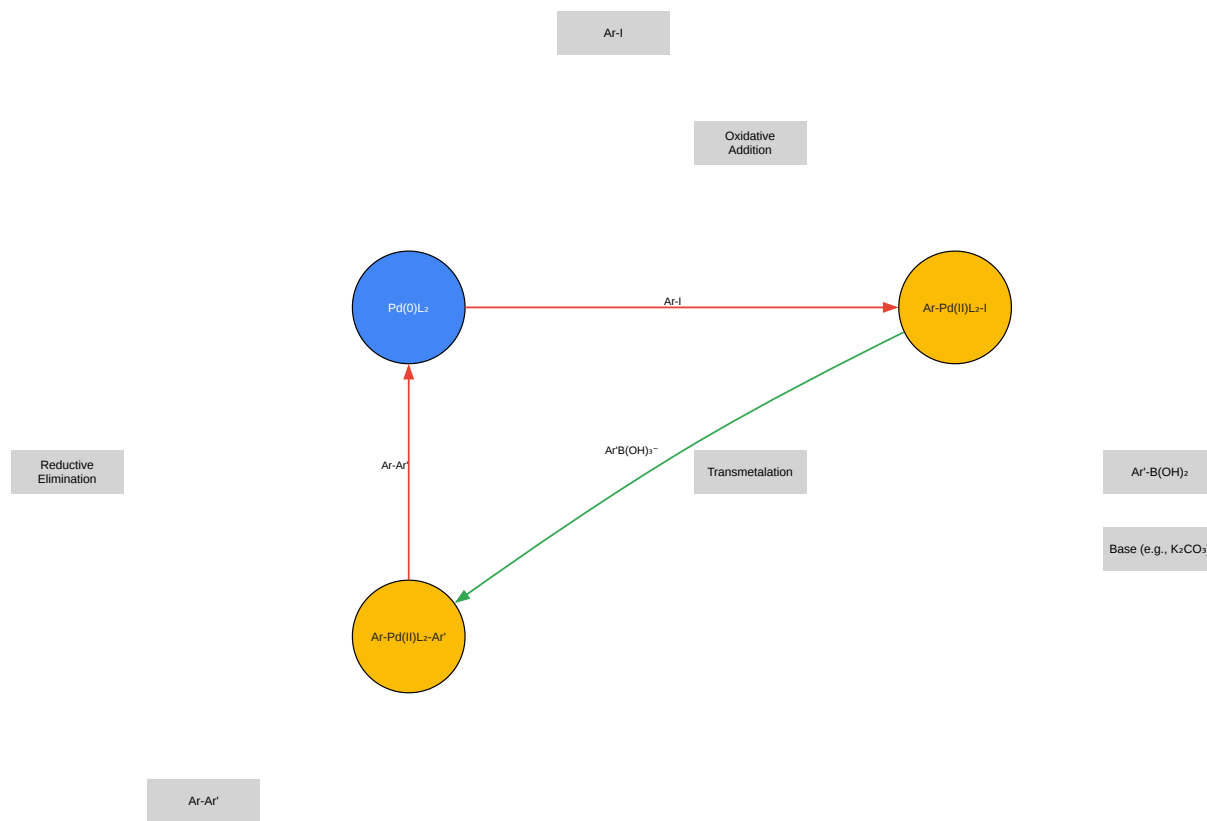 Ar-I
Oxidative
Addition
Ar-I
Pd(0)L₂
Ar-Pd(II)L₂-I
Ar'B(OH)₃⁻
Reductive
Elimination
Ar-Ar'
Transmetalation
Ar'-B(OH)₂
Base (e.g., K₂CO₃)
Ar-Pd(II)L₂-Ar'
Ar-Ar'